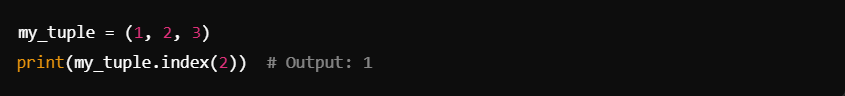 my_tuple = (1, 2, 3)
print(my_tuple.index(2))  # Output: 1